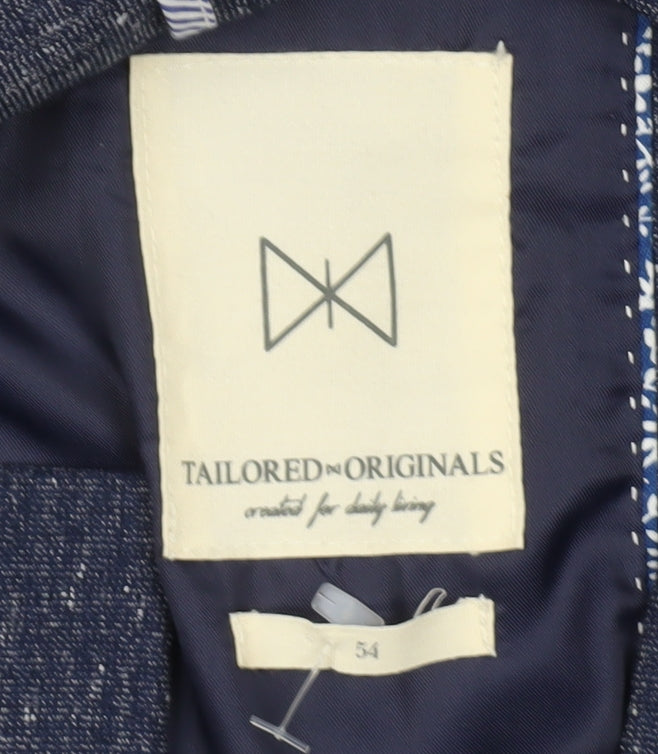 TAILORED ORIGINALS
created for daily living
54